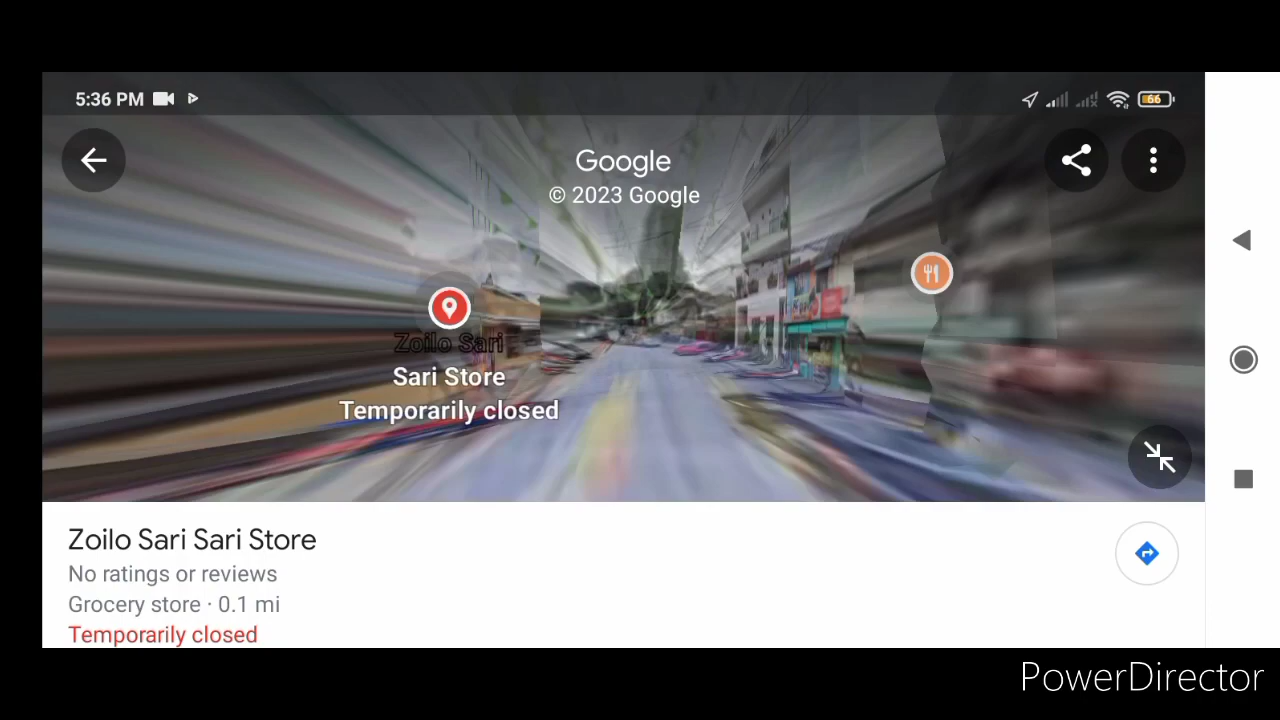 5:36 PM
66
Google
© 2023 Google
Zoilo Sari
Sari Store
Temporarily closed
Zoilo Sari Sari Store
No ratings or reviews
Grocery store · 0.1 mi
Temporarily closed
PowerDirector